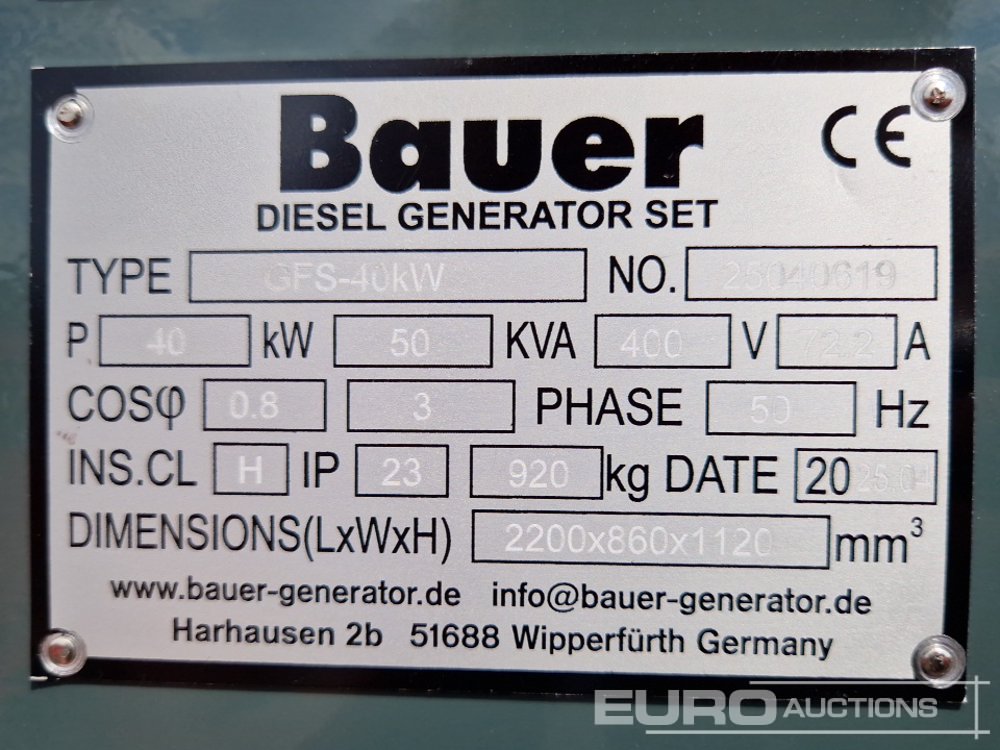 Bauer CE
DIESEL GENERATOR SET
TYPE GFS-40kW NO. 25040619
P 40 kW 50 KVA 400 V 72.2 A
COSφ 0.8 3 PHASE 50 Hz
INS.CL H IP 23 920 kg DATE 2025.04
DIMENSIONS(LxWxH) 2200x860x1120 mm³
www.bauer-generator.de info@bauer-generator.de
Harhausen 2b 51688 Wipperfürth Germany
EURO AUCTIONS